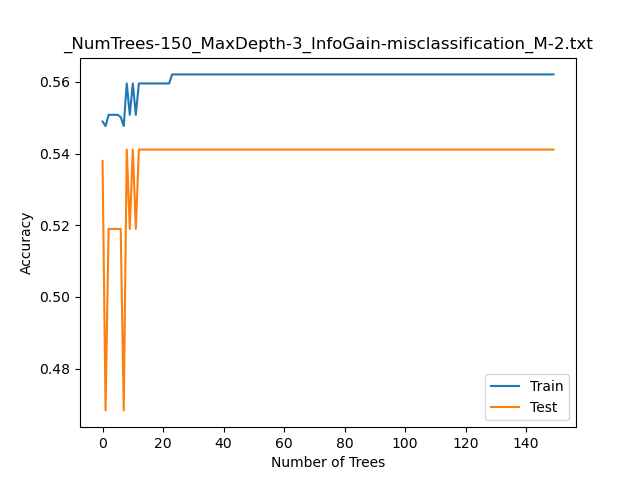 _NumTrees-150_MaxDepth-3_InfoGain-misclassification_M-2.txt
0.56
0.54
0.52
0.50
0.48
Accuracy
Train
Test
0 20 40 60 80 100 120 140
Number of Trees